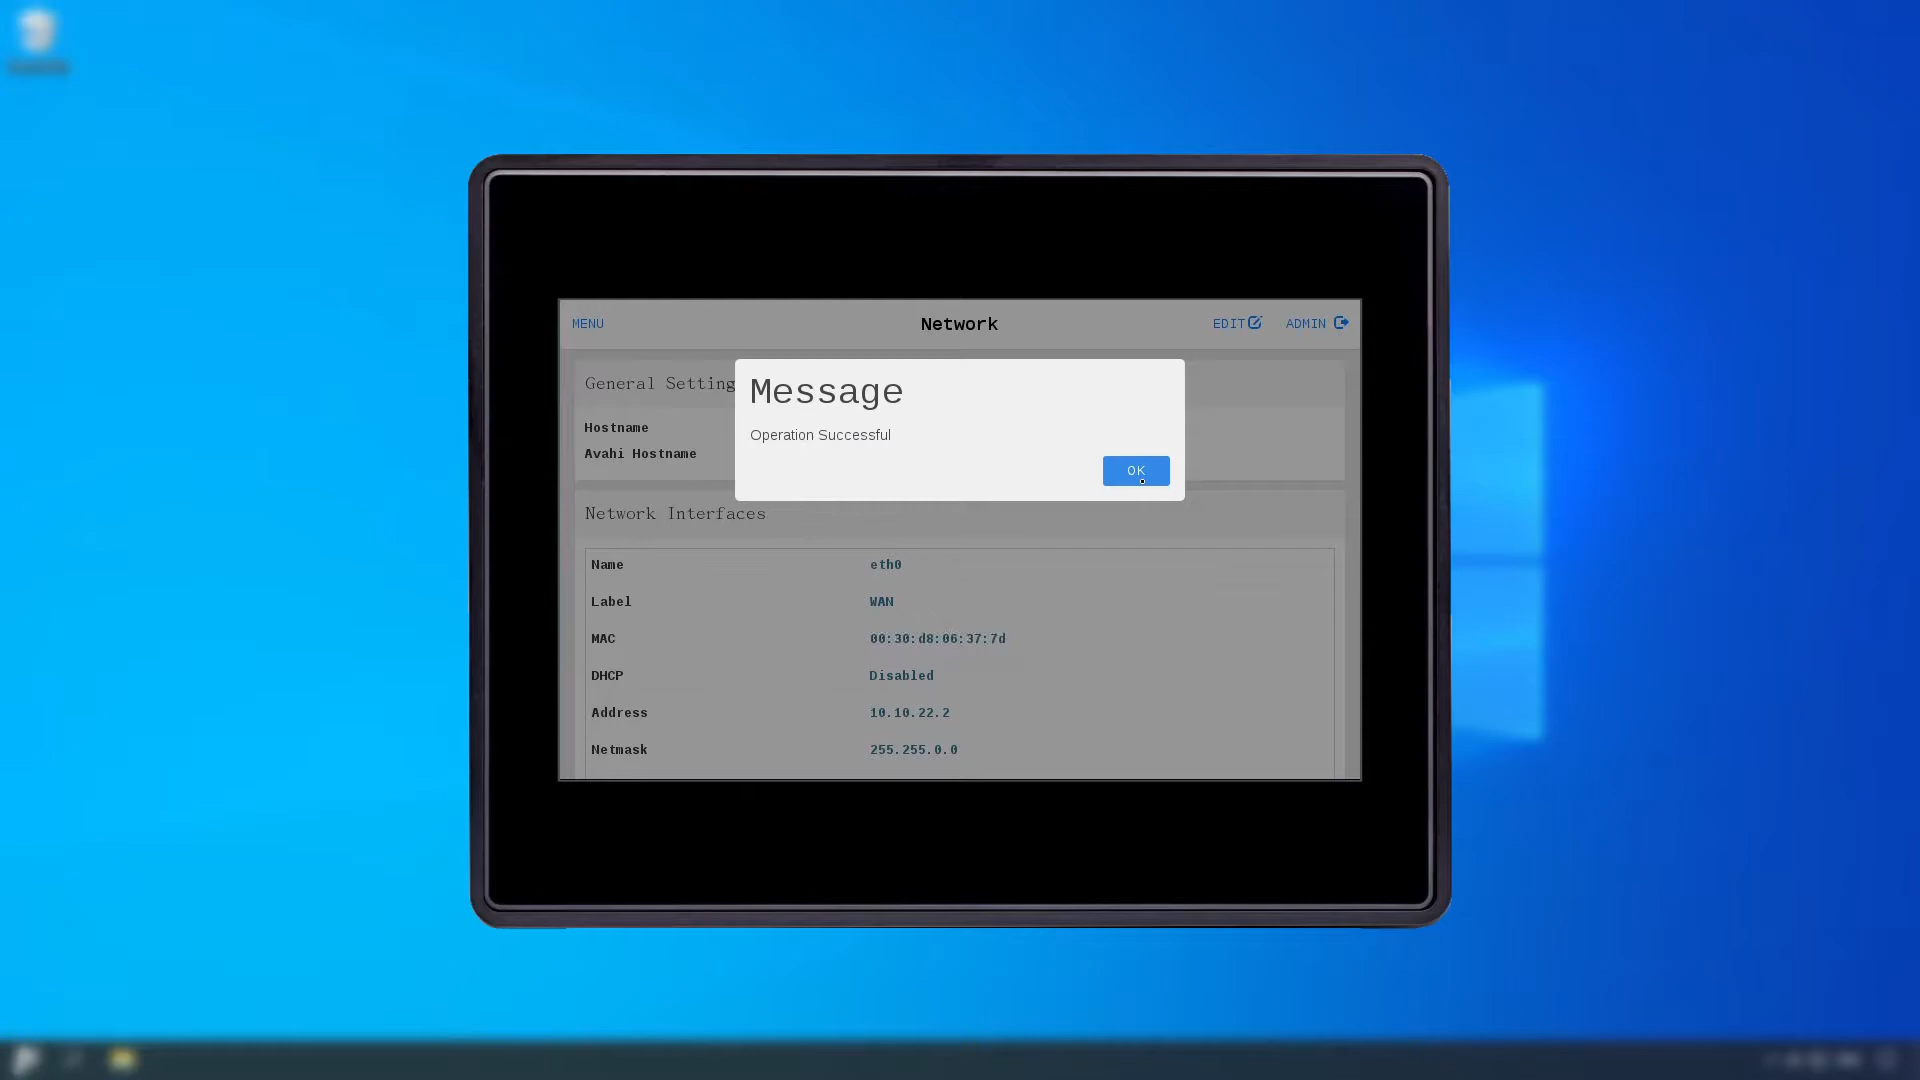 MENU Network EDIT ADMIN
General Setting
Message
Operation Successful
OK
Hostname
Avahi Hostname
Network Interfaces
Name eth0
Label WAN
MAC 00:30:d8:06:37:7d
DHCP Disabled
Address 10.10.22.2
Netmask 255.255.0.0